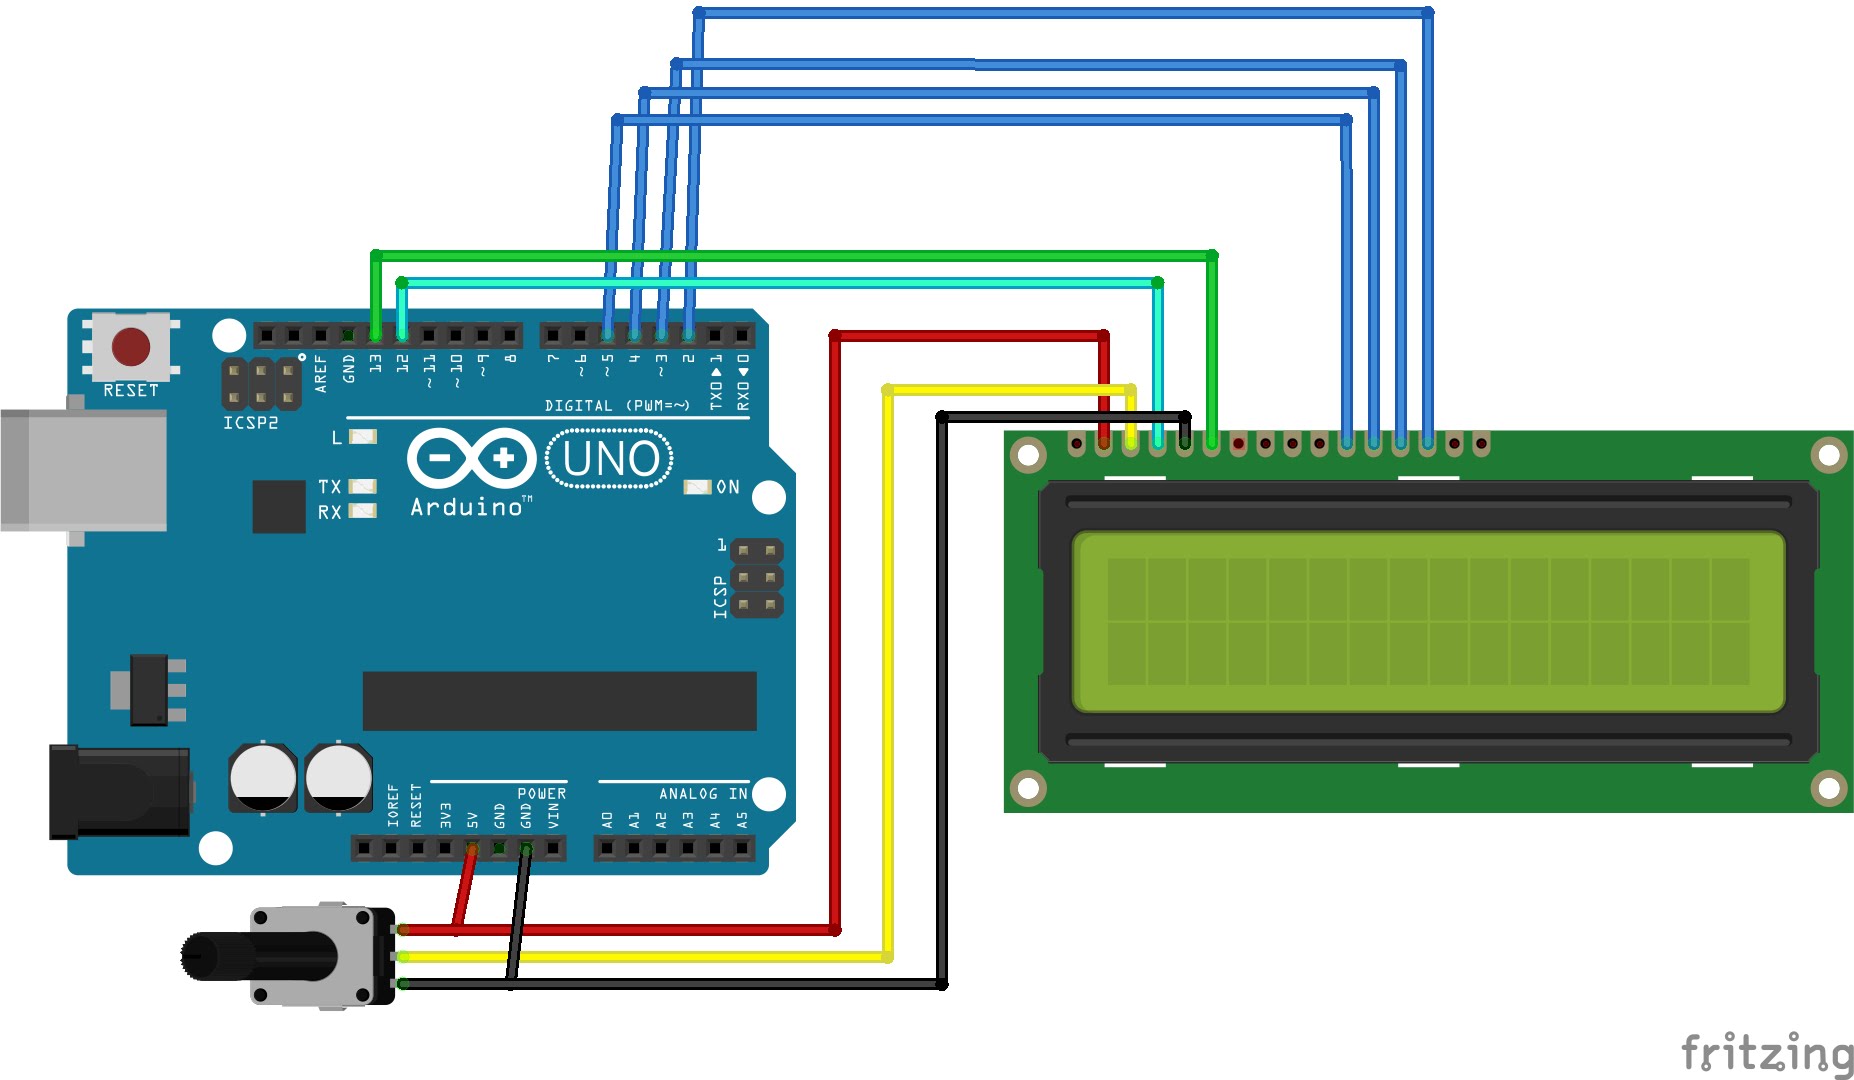 RESET
ICSP2
AREF
GND
13
12
~11
~10
~9
8
7
~6
~5
4
~3
2
TX0▶1
RX0◀0
DIGITAL (PWM=~)
L
TX
RX
UNO
Arduino™
ON
1
ICSP
IOREF
RESET
3V3
5V
GND
GND
VIN
POWER
ANALOG IN
A0
A1
A2
A3
A4
A5
fritzing